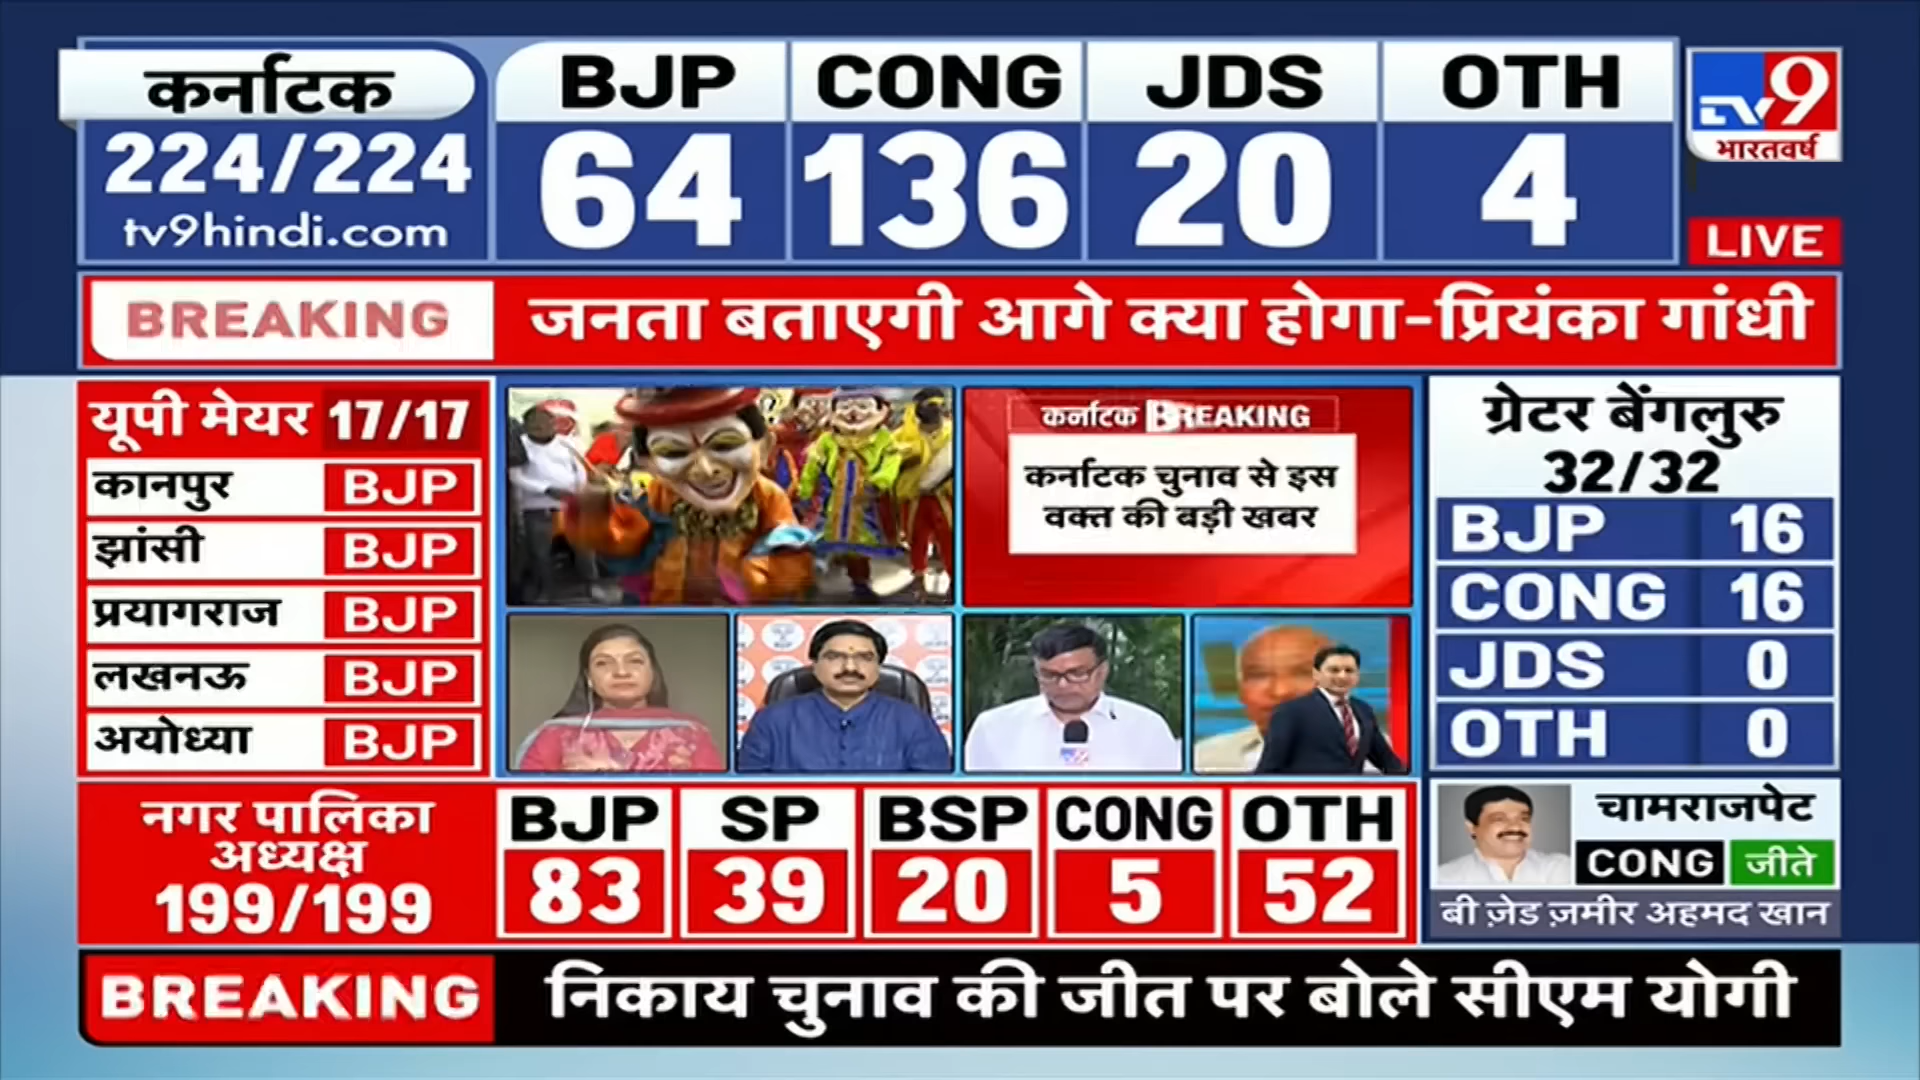 कर्नाटक
224/224
tv9hindi.com
BJP CONG JDS OTH
64 136 20 4
TV9
भारतवर्ष
LIVE
BREAKING
जनता बताएगी आगे क्या होगा-प्रियंका गांधी
यूपी मेयर 17/17
कानपुर BJP
झांसी BJP
प्रयागराज BJP
लखनऊ BJP
अयोध्या BJP
कर्नाटक BREAKING
कर्नाटक चुनाव से इस
वक्त की बड़ी खबर
ग्रेटर बेंगलुरु
32/32
BJP 16
CONG 16
JDS 0
OTH 0
नगर पालिका
अध्यक्ष
199/199
BJP SP BSP CONG OTH
83 39 20 5 52
चामराजपेट
CONG जीते
बी ज़ेड ज़मीर अहमद खान
BREAKING
निकाय चुनाव की जीत पर बोले सीएम योगी